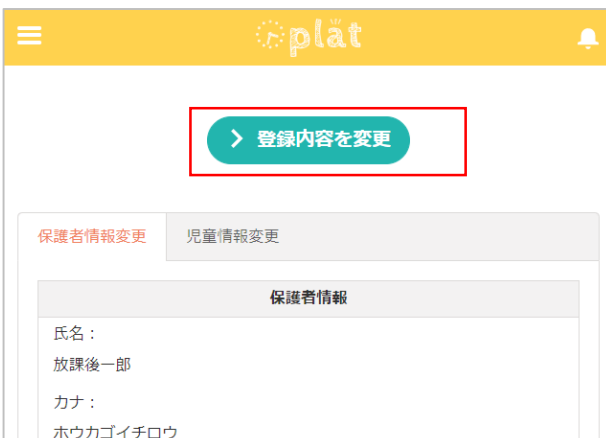 plat
登録内容を変更
保護者情報変更 児童情報変更
保護者情報
氏名：
放課後一郎
カナ：
ホウカゴイチロウ